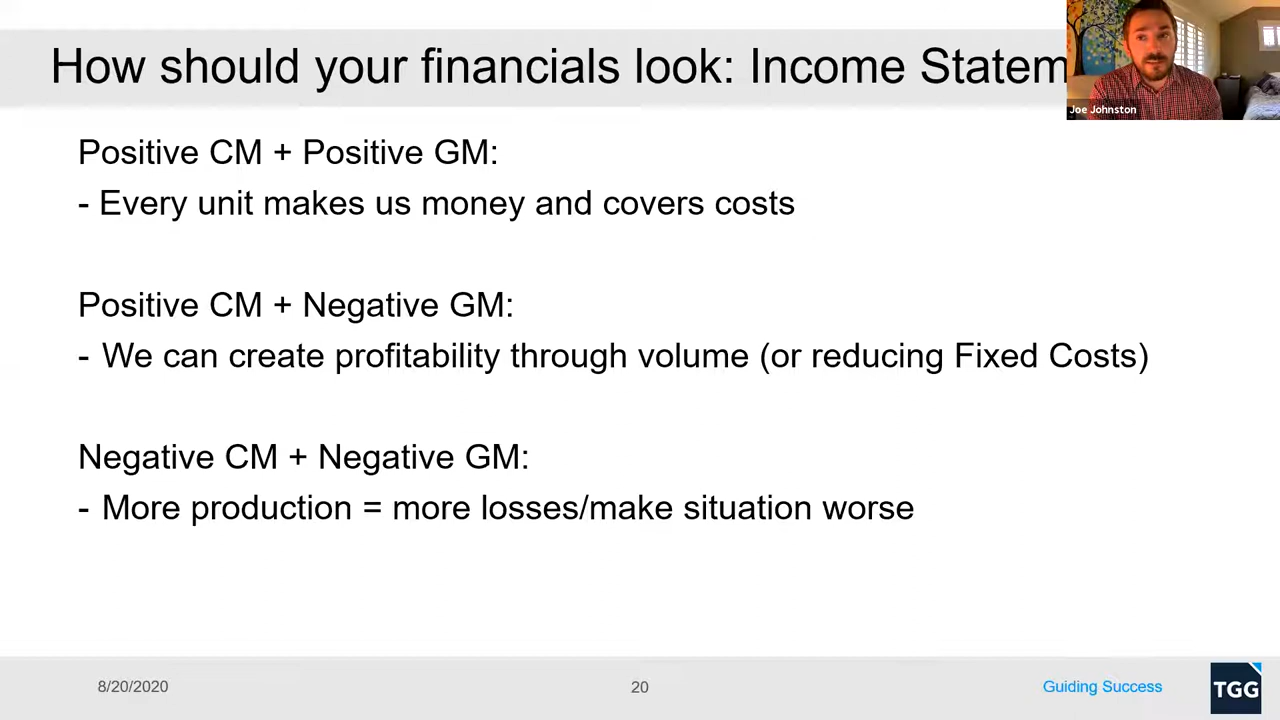 How should your financials look: Income Statem
Joe Johnston
Positive CM + Positive GM:
- Every unit makes us money and covers costs
Positive CM + Negative GM:
- We can create profitability through volume (or reducing Fixed Costs)
Negative CM + Negative GM:
- More production = more losses/make situation worse
8/20/2020
20
Guiding Success
TGG